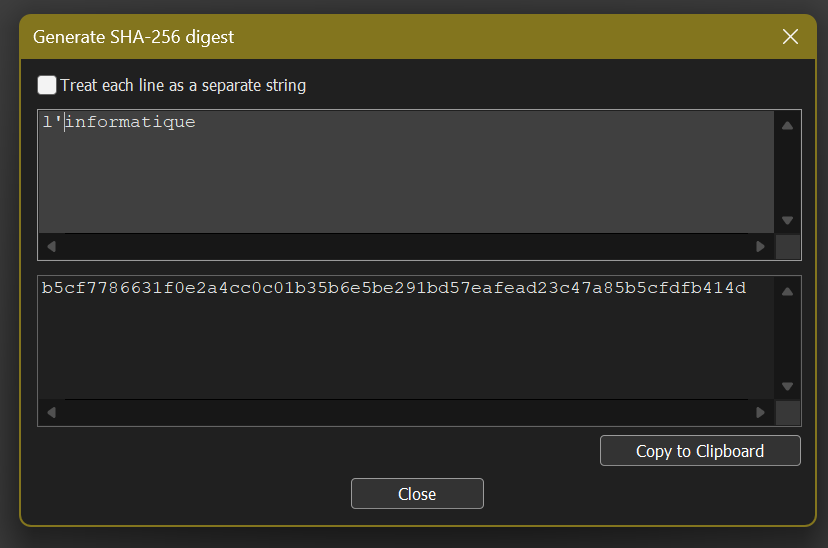 Generate SHA-256 digest
Treat each line as a separate string
l'informatique
b5cf7786631f0e2a4cc0c01b35b6e5be291bd57eafead23c47a85b5cfdfb414d
Copy to Clipboard
Close